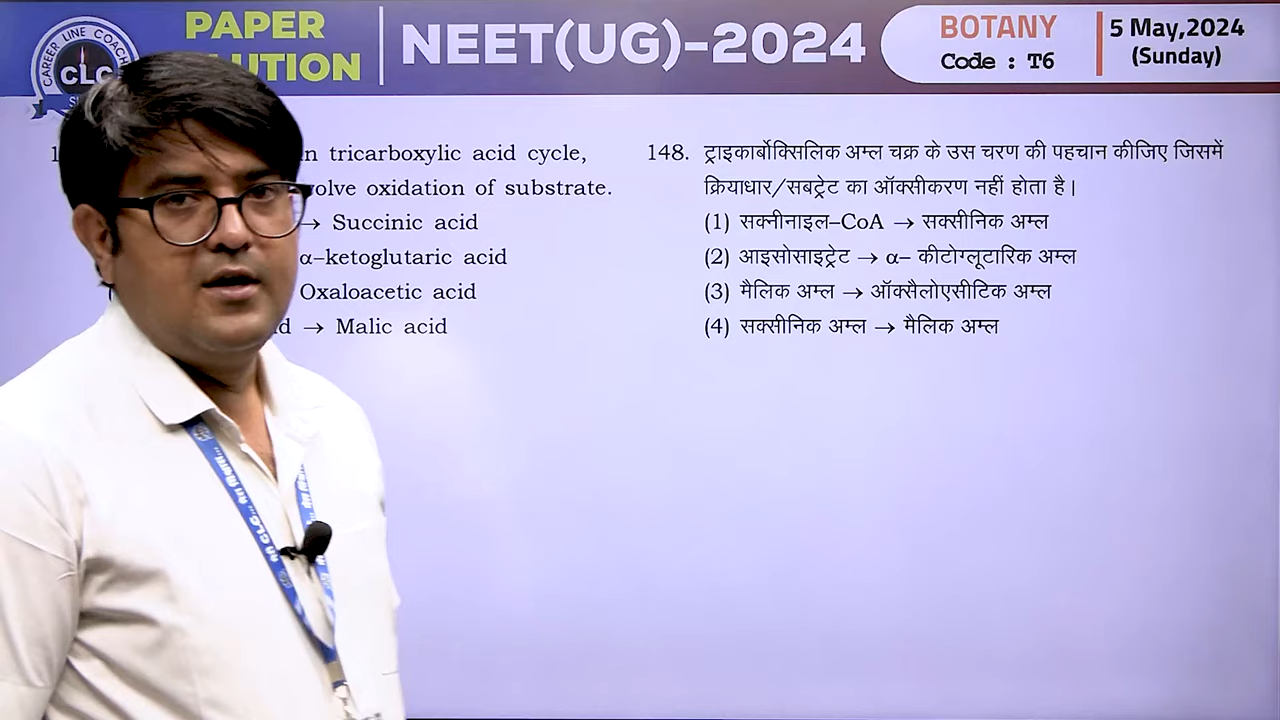 PAPER
LUTION
NEET(UG)-2024
BOTANY
Code : T6
5 May,2024
(Sunday)
CAREER LINE COACH
CLC
n tricarboxylic acid cycle,
volve oxidation of substrate.
→ Succinic acid
α–ketoglutaric acid
Oxaloacetic acid
d → Malic acid
148. ट्राइकार्बोक्सिलिक अम्ल चक्र के उस चरण की पहचान कीजिए जिसमें
क्रियाधार/सबट्रेट का ऑक्सीकरण नहीं होता है।
(1) सक्नीनाइल–CoA → सक्सीनिक अम्ल
(2) आइसोसाइट्रेट → α– कीटोग्लूटारिक अम्ल
(3) मैलिक अम्ल → ऑक्सैलोएसीटिक अम्ल
(4) सक्सीनिक अम्ल → मैलिक अम्ल